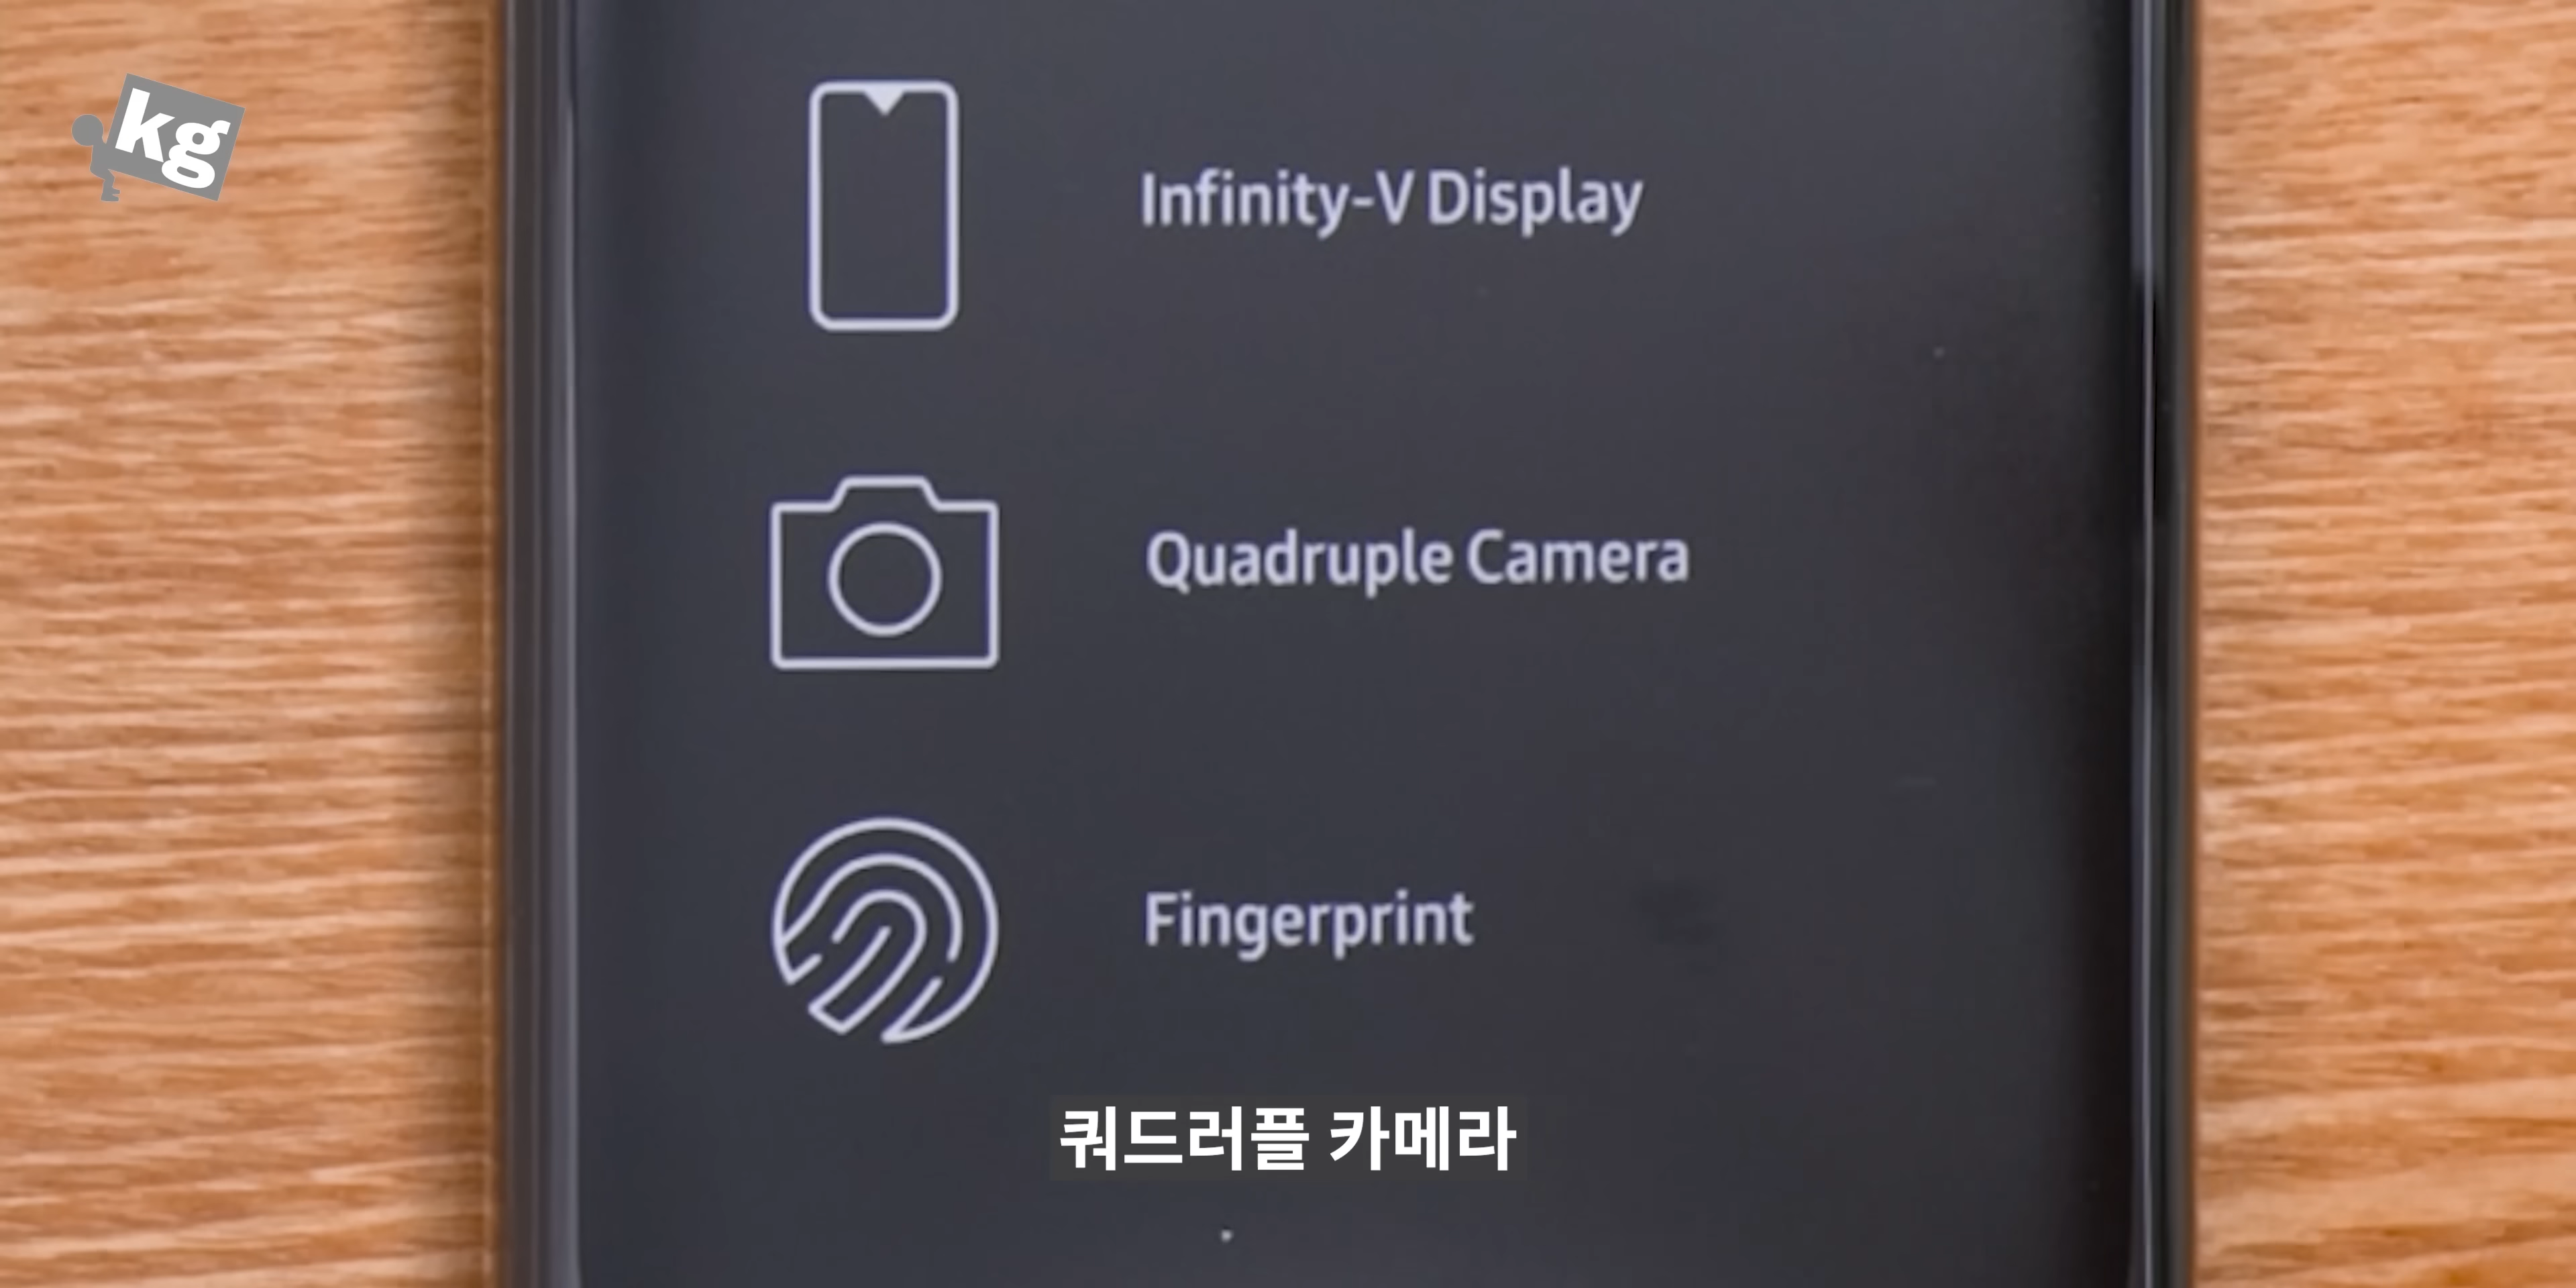 kg
Infinity-V Display
Quadruple Camera
Fingerprint
쿼드러플 카메라